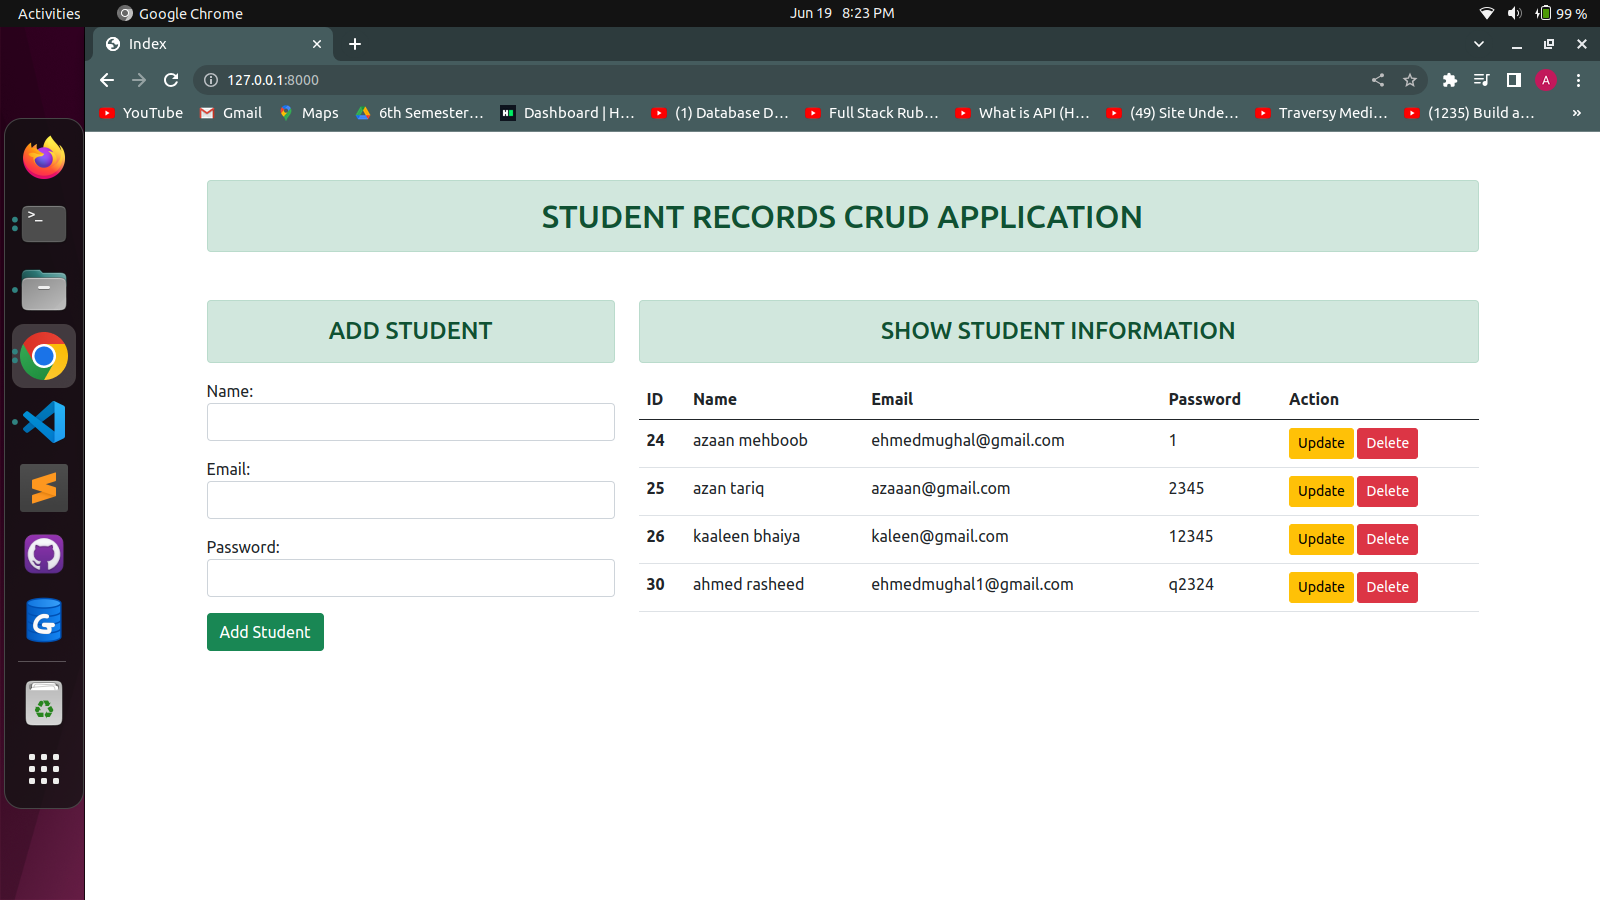 Activities Google Chrome Jun 19 8:23 PM 99 %
Index
127.0.0.1:8000 A
YouTube Gmail Maps 6th Semester... Dashboard | H... (1) Database D... Full Stack Rub... What is API (H... (49) Site Unde... Traversy Medi... (1235) Build a... »
STUDENT RECORDS CRUD APPLICATION
ADD STUDENT
Name:
Email:
Password:
Add Student
SHOW STUDENT INFORMATION
ID Name Email Password Action
24 azaan mehboob ehmedmughal@gmail.com 1 Update Delete
25 azan tariq azaaan@gmail.com 2345 Update Delete
26 kaaleen bhaiya kaleen@gmail.com 12345 Update Delete
30 ahmed rasheed ehmedmughal1@gmail.com q2324 Update Delete